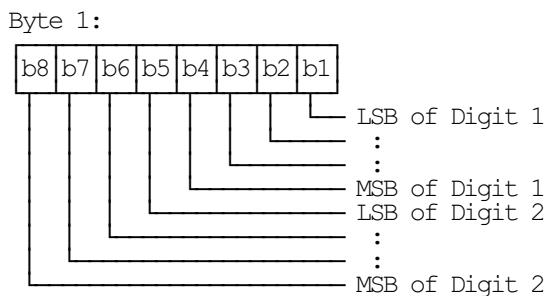 Byte 1:
b8 b7 b6 b5 b4 b3 b2 b1
LSB of Digit 1
:
:
MSB of Digit 1
LSB of Digit 2
:
:
MSB of Digit 2